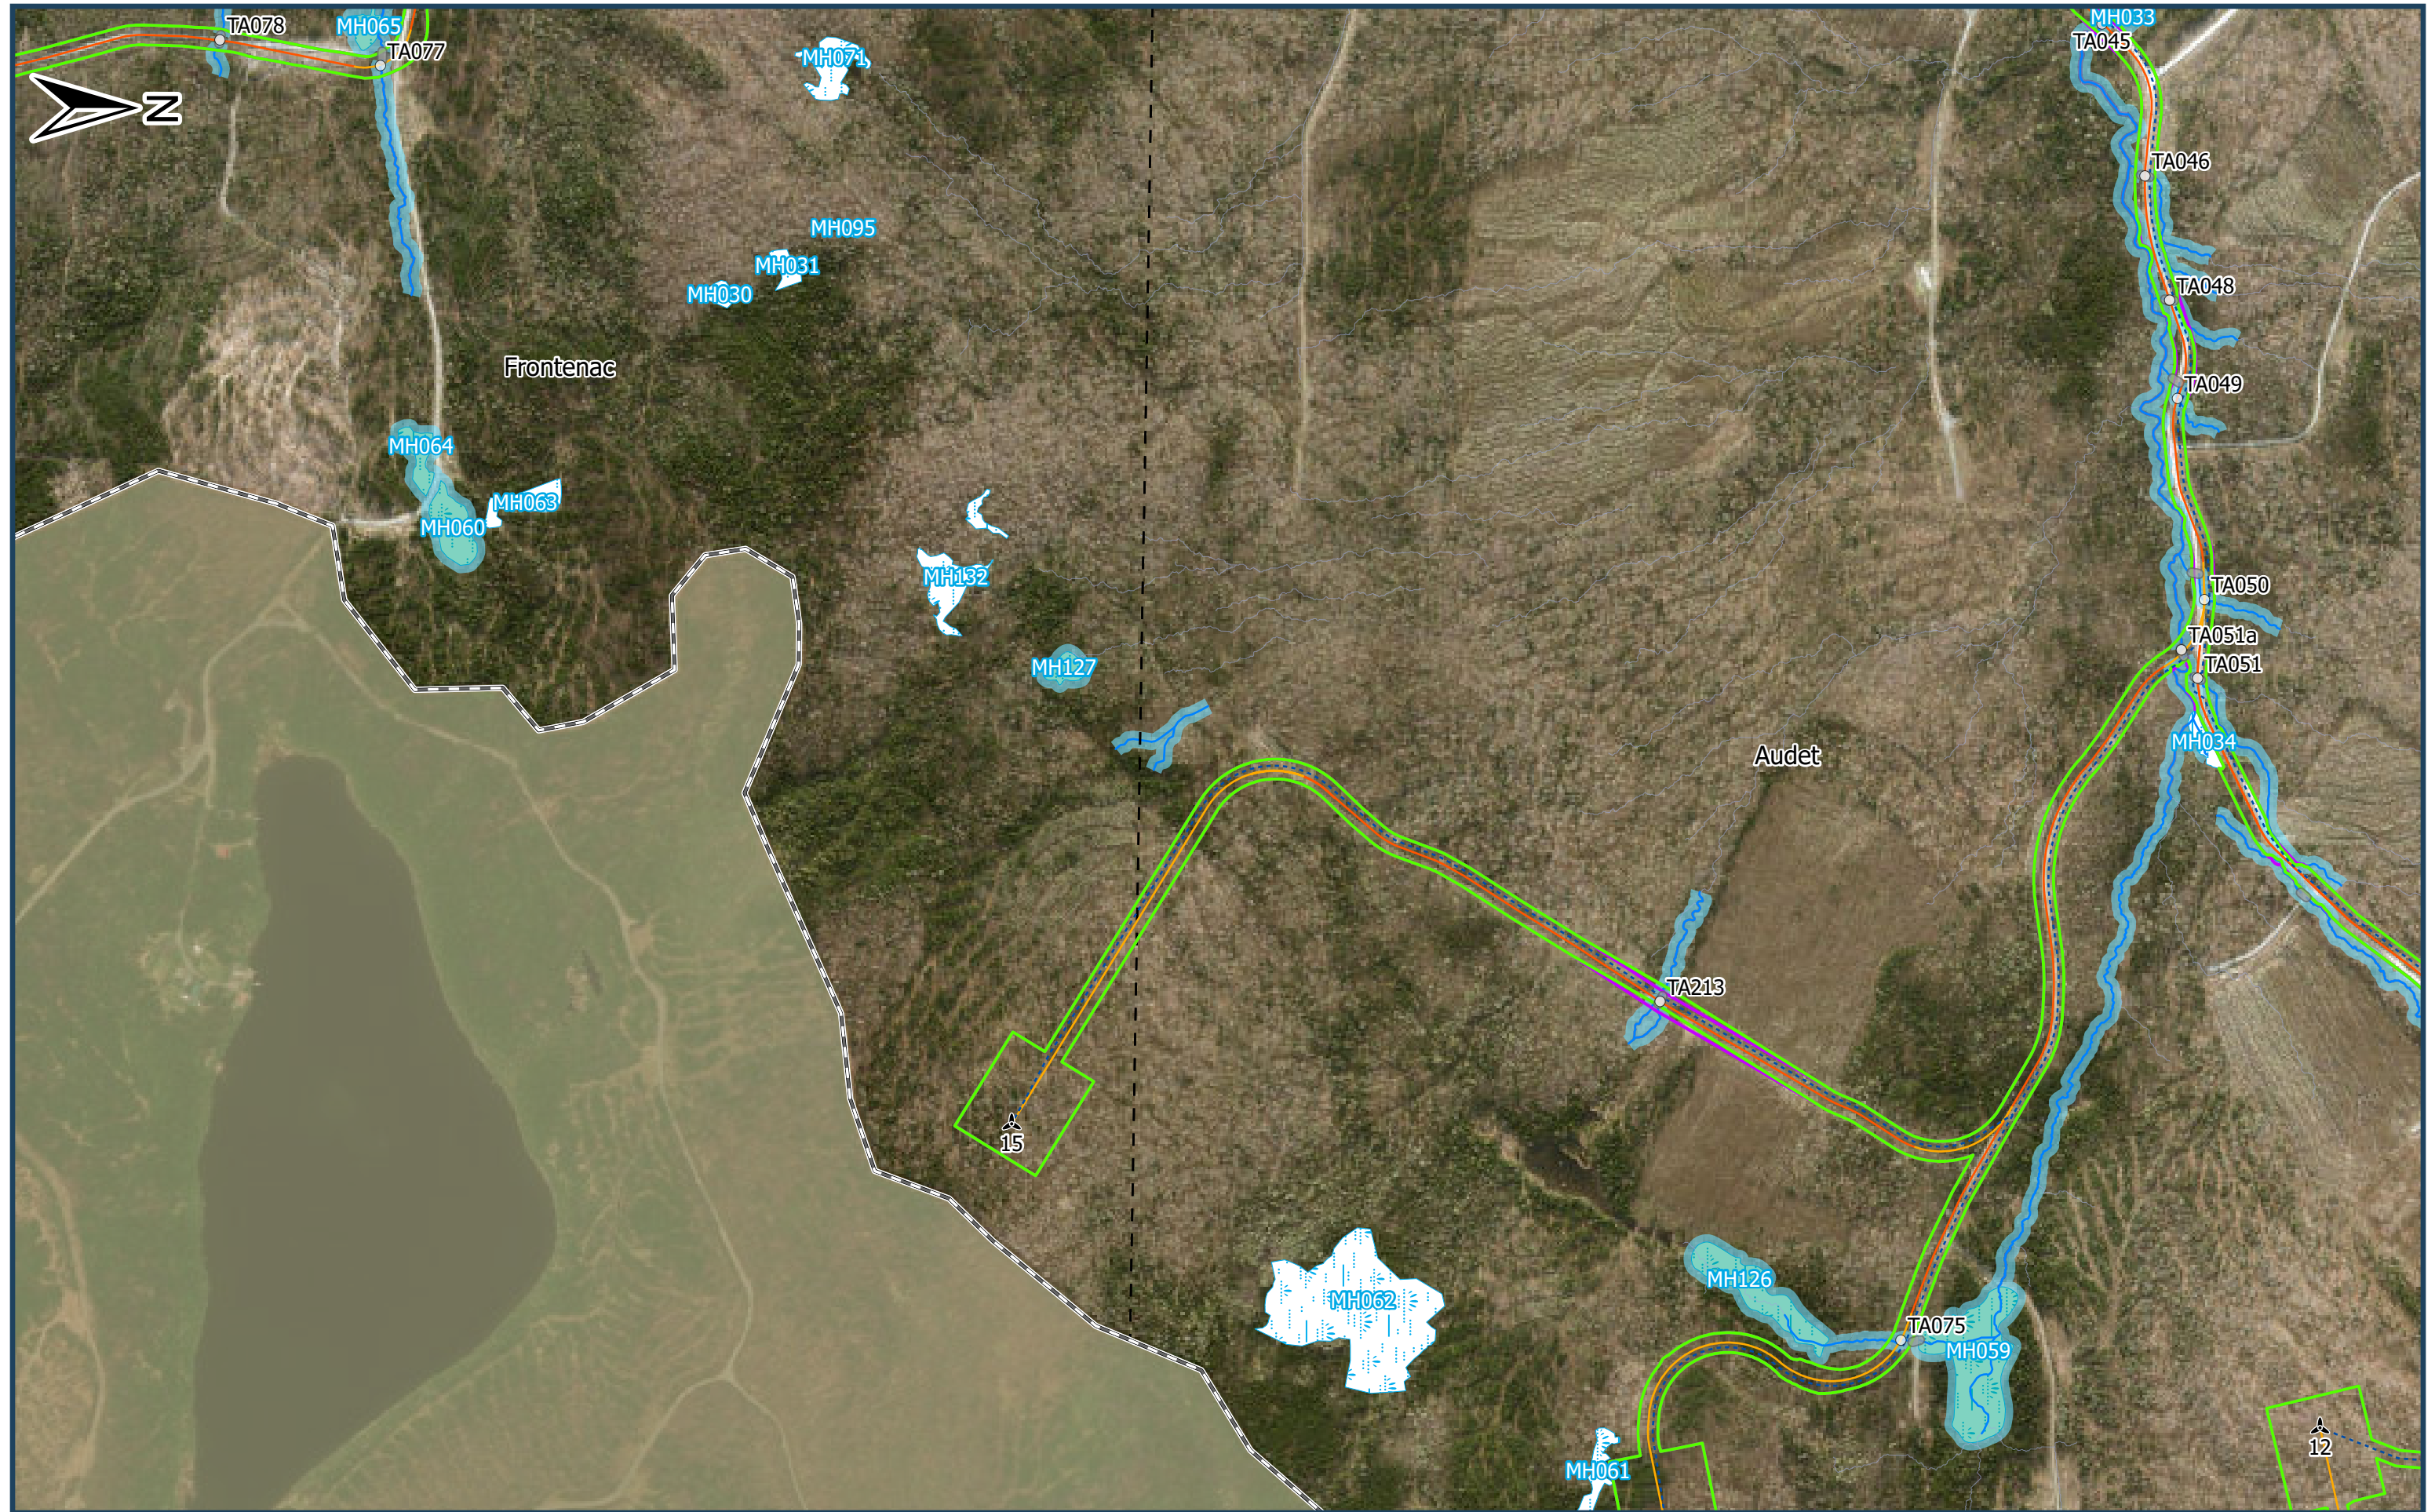 MH033
TA078
MH065
TA045
TA077
MH071
N
TA046
MH095
MH031
TA048
MH030
Frontenac
TA049
MH064
MH063
MH060
MH132
TA050
TA051a
TA051
MH127
MH034
Audet
TA213
15
MH126
MH062
TA075
MH059
12
MH061